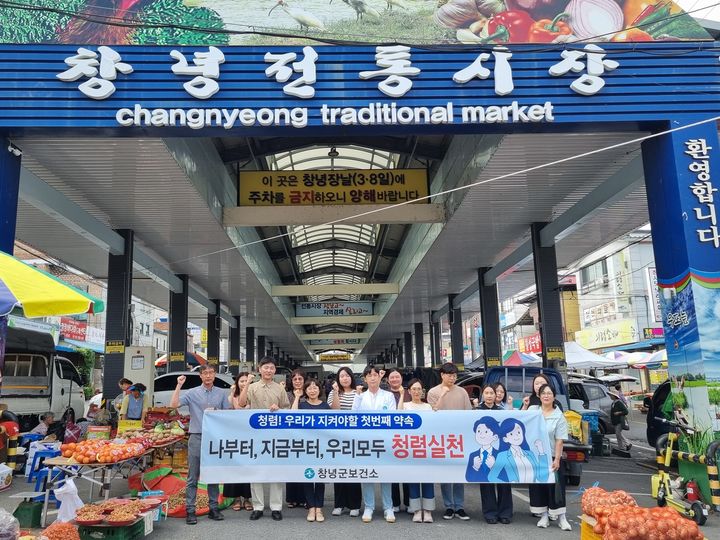 창녕전통시장
changnyeong traditional market
환영합니다
이 곳은 창녕장날(3·8일)에
주차를 금지하오니 양해바랍니다
청렴! 우리가 지켜야할 첫번째 약속
나부터, 지금부터, 우리모두 청렴실천
창녕군보건소